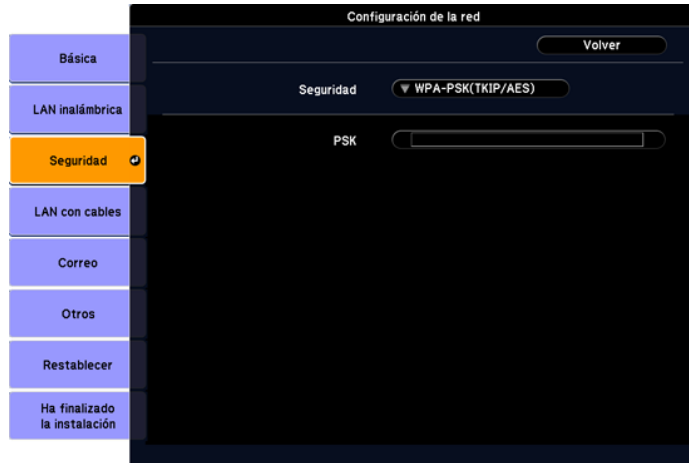 Configuración de la red
Volver
Básica
LAN inalámbrica
Seguridad
LAN con cables
Correo
Otros
Restablecer
Ha finalizado
la instalación
Seguridad
WPA-PSK(TKIP/AES)
PSK